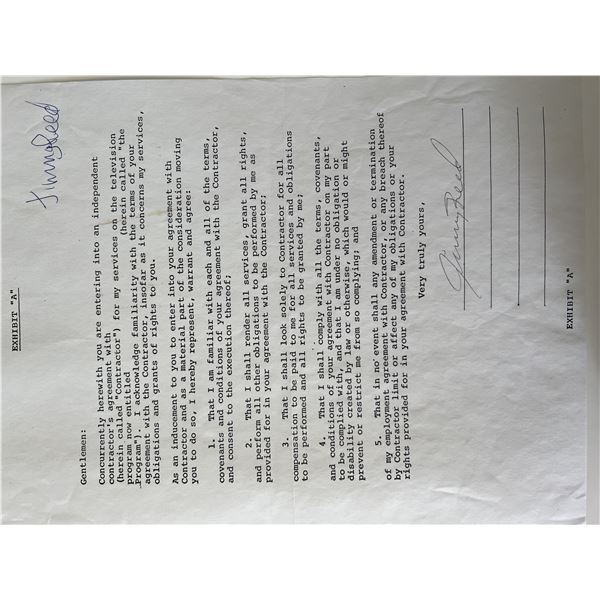 EXHIBIT "A"
Jimmy Reed
Gentlemen:
Concurrently herewith you are entering into an independent
contractor's agreement with
(herein called "Contractor") for my services on the television
program now entitled (herein called "the
Program"). I acknowledge familiarity with the terms of your
agreement with the Contractor, insofar as it concerns my services,
obligations and grants of rights to you.
As an inducement to you to enter into your agreement with
Contractor and as a material part of the consideration moving
you to do so, I hereby represent, warrant and agree:
1. That I am familiar with each and all of the terms,
covenants and conditions of your agreement with the Contractor,
and consent to the execution thereof;
2. That I shall render all services, grant all rights,
and perform all other obligations to be performed by me as
provided for in your agreement with the Contractor;
3. That I shall look solely to Contractor for all
compensation to be paid to me for all services and obligations
to be performed and all rights to be granted by me;
4. That I shall comply with all the terms, covenants,
and conditions of your agreement with Contractor on my part
to be complied with, and that I am under no obligation or
disability created by law or otherwise, which would or might
prevent or restrict me from so complying; and
5. That in no event shall any amendment or termination
of my employment agreement with Contractor, or any breach thereof
by Contractor limit or affect any of my obligations or your
rights provided for in your agreement with Contractor.
Very truly yours,
Jimmy Reed
EXHIBIT "A"